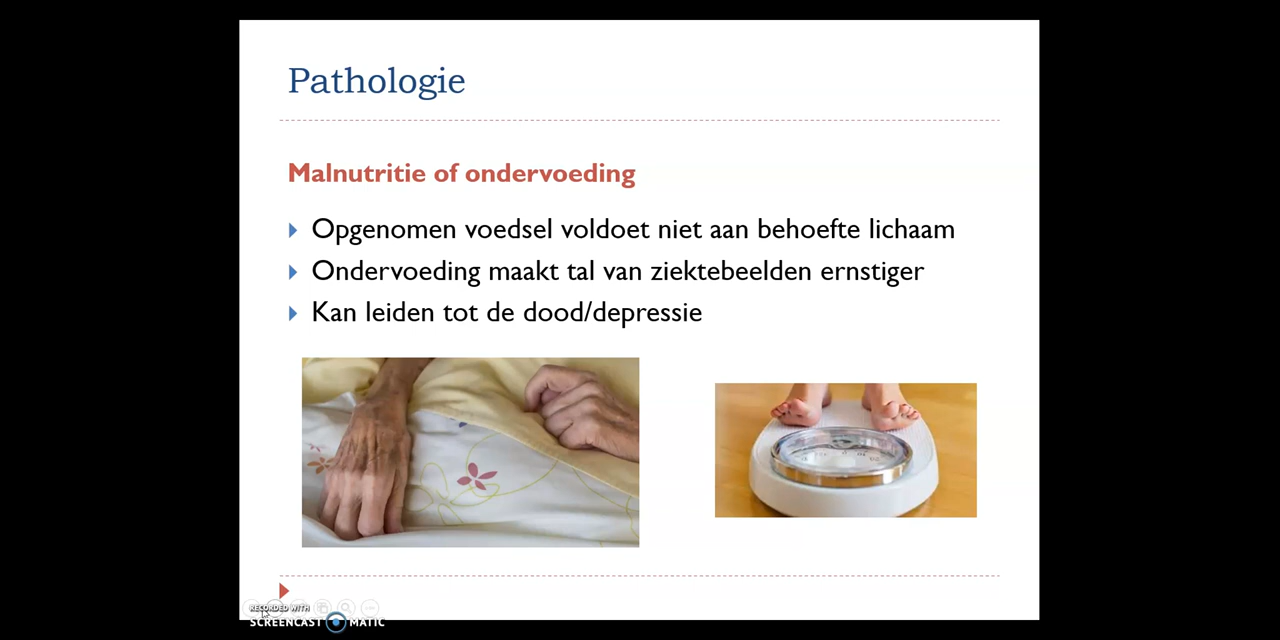 Pathologie
Malnutritie of ondervoeding
Opgenomen voedsel voldoet niet aan behoefte lichaam
Ondervoeding maakt tal van ziektebeelden ernstiger
Kan leiden tot de dood/depressie
RECORDED WITH
SCREENCAST MATIC